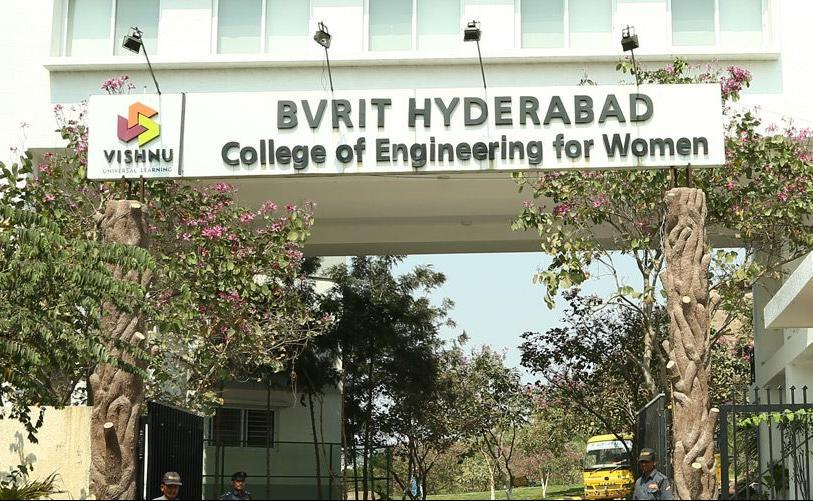 BVRIT HYDERABAD
College of Engineering for Women
VISHNU
UNIVERSAL LEARNING